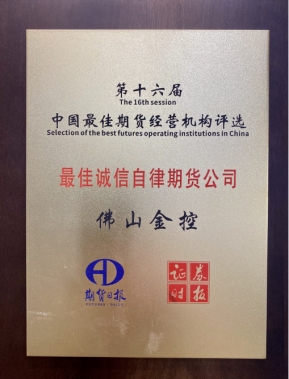 第十六届
The 16th session
中国最佳期货经营机构评选
Selection of the best futures operating institutions in China
最佳诚信自律期货公司
佛山金控
期货日报
证券
时报